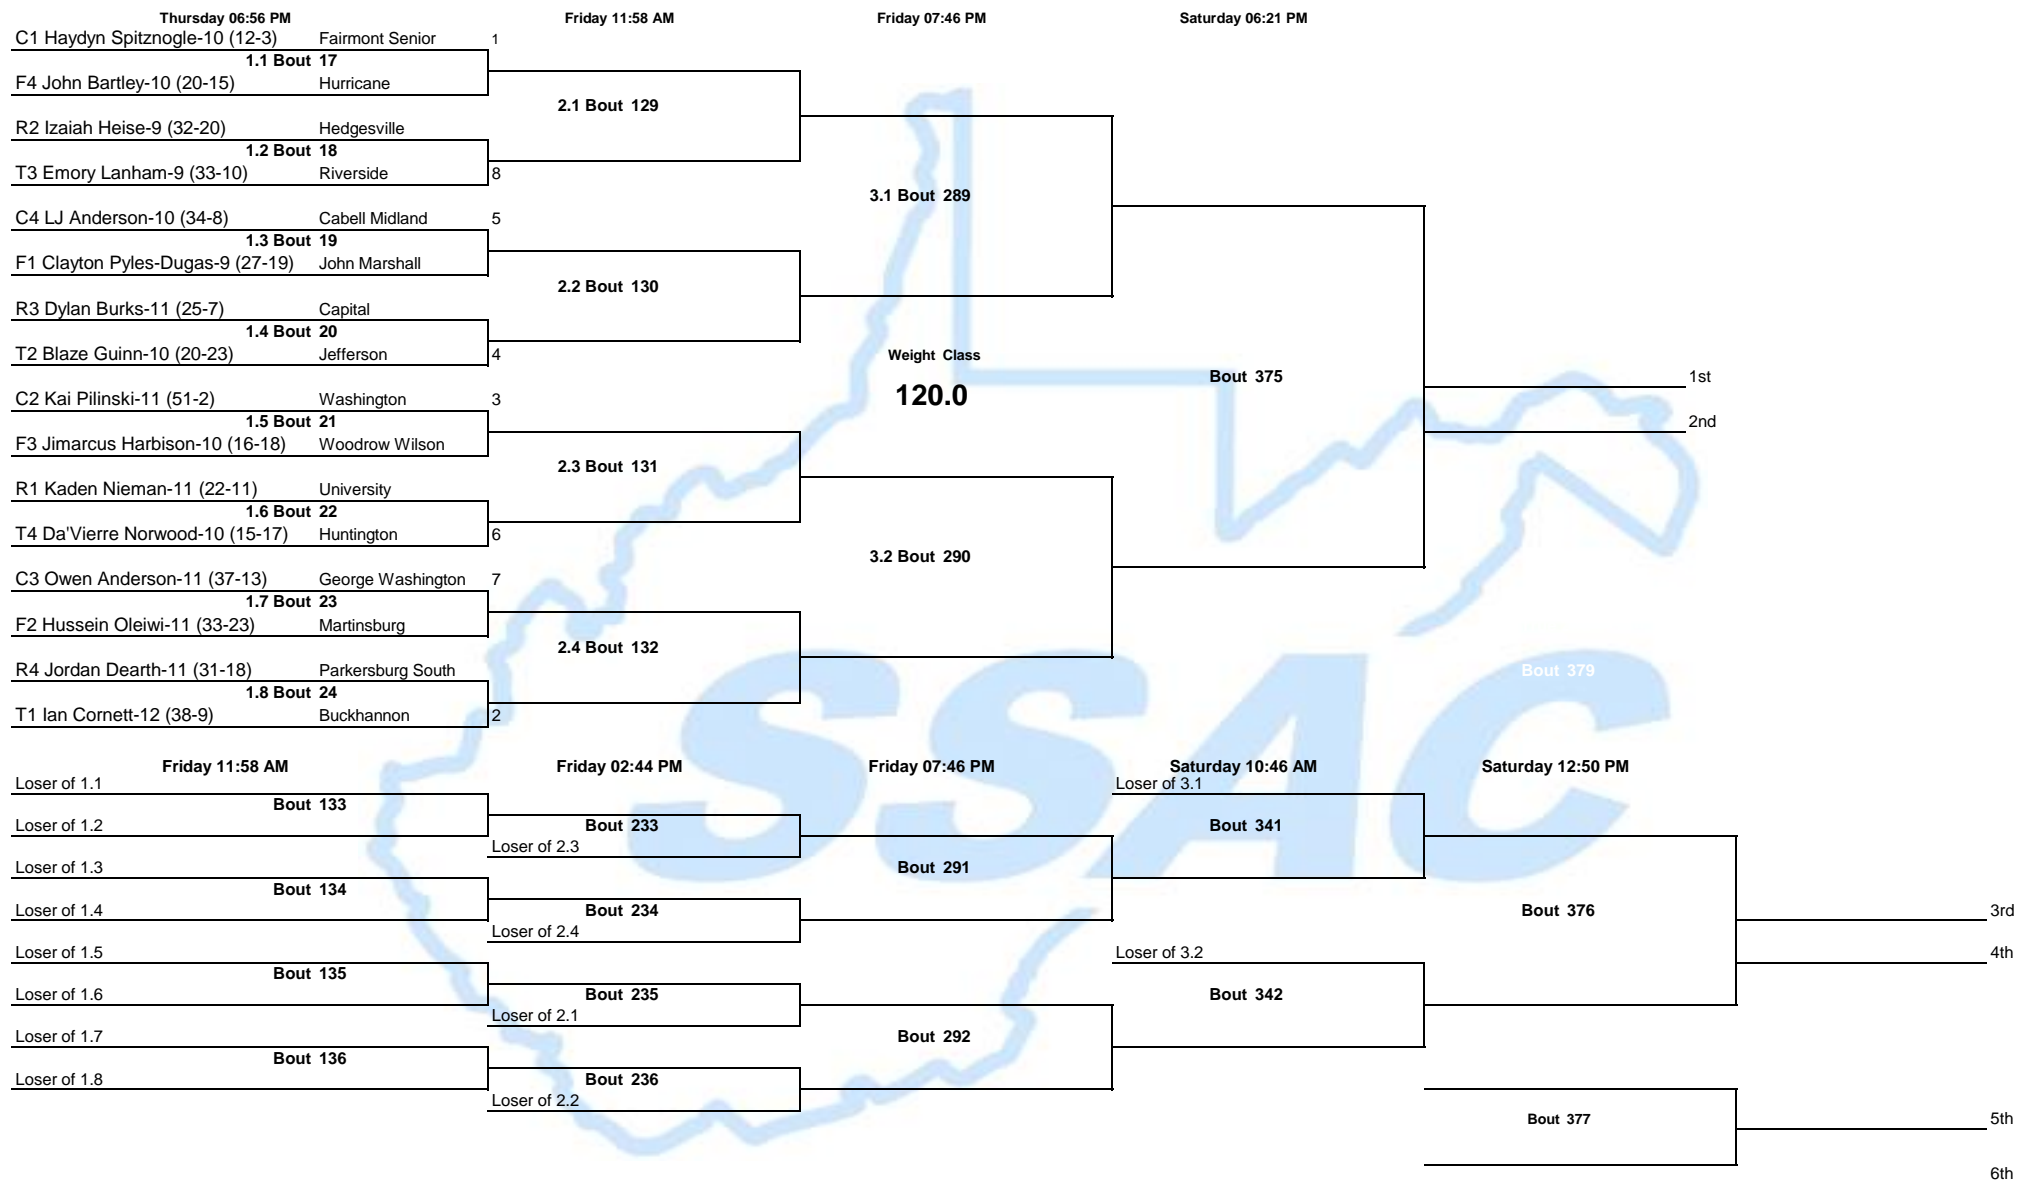 Thursday 06:56 PM Friday 11:58 AM Friday 07:46 PM Saturday 06:21 PM
C1 Haydyn Spitznogle-10 (12-3) Fairmont Senior 1
1.1 Bout 17
F4 John Bartley-10 (20-15) Hurricane
2.1 Bout 129
R2 Izaiah Heise-9 (32-20) Hedgesville
1.2 Bout 18
T3 Emory Lanham-9 (33-10) Riverside 8
3.1 Bout 289
C4 LJ Anderson-10 (34-8) Cabell Midland 5
1.3 Bout 19
F1 Clayton Pyles-Dugas-9 (27-19) John Marshall
2.2 Bout 130
R3 Dylan Burks-11 (25-7) Capital
1.4 Bout 20
T2 Blaze Guinn-10 (20-23) Jefferson 4
Weight Class
Bout 375 1st
120.0
C2 Kai Pilinski-11 (51-2) Washington 3
1.5 Bout 21 2nd
F3 Jimarcus Harbison-10 (16-18) Woodrow Wilson
2.3 Bout 131
R1 Kaden Nieman-11 (22-11) University
1.6 Bout 22
T4 Da'Vierre Norwood-10 (15-17) Huntington 6
3.2 Bout 290
C3 Owen Anderson-11 (37-13) George Washington 7
1.7 Bout 23
F2 Hussein Oleiwi-11 (33-23) Martinsburg
2.4 Bout 132
R4 Jordan Dearth-11 (31-18) Parkersburg South
Bout 379
1.8 Bout 24
T1 Ian Cornett-12 (38-9) Buckhannon 2
SSAC
Friday 11:58 AM Friday 02:44 PM Friday 07:46 PM Saturday 10:46 AM Saturday 12:50 PM
Loser of 1.1 Loser of 3.1
Bout 133
Loser of 1.2 Bout 233 Bout 341
Loser of 2.3
Loser of 1.3 Bout 291
Bout 134
Loser of 1.4 Bout 234 Bout 376 3rd
Loser of 2.4
Loser of 1.5 Loser of 3.2 4th
Bout 135
Loser of 1.6 Bout 235 Bout 342
Loser of 2.1
Loser of 1.7 Bout 292
Bout 136
Loser of 1.8 Bout 236
Loser of 2.2
Bout 377 5th
6th